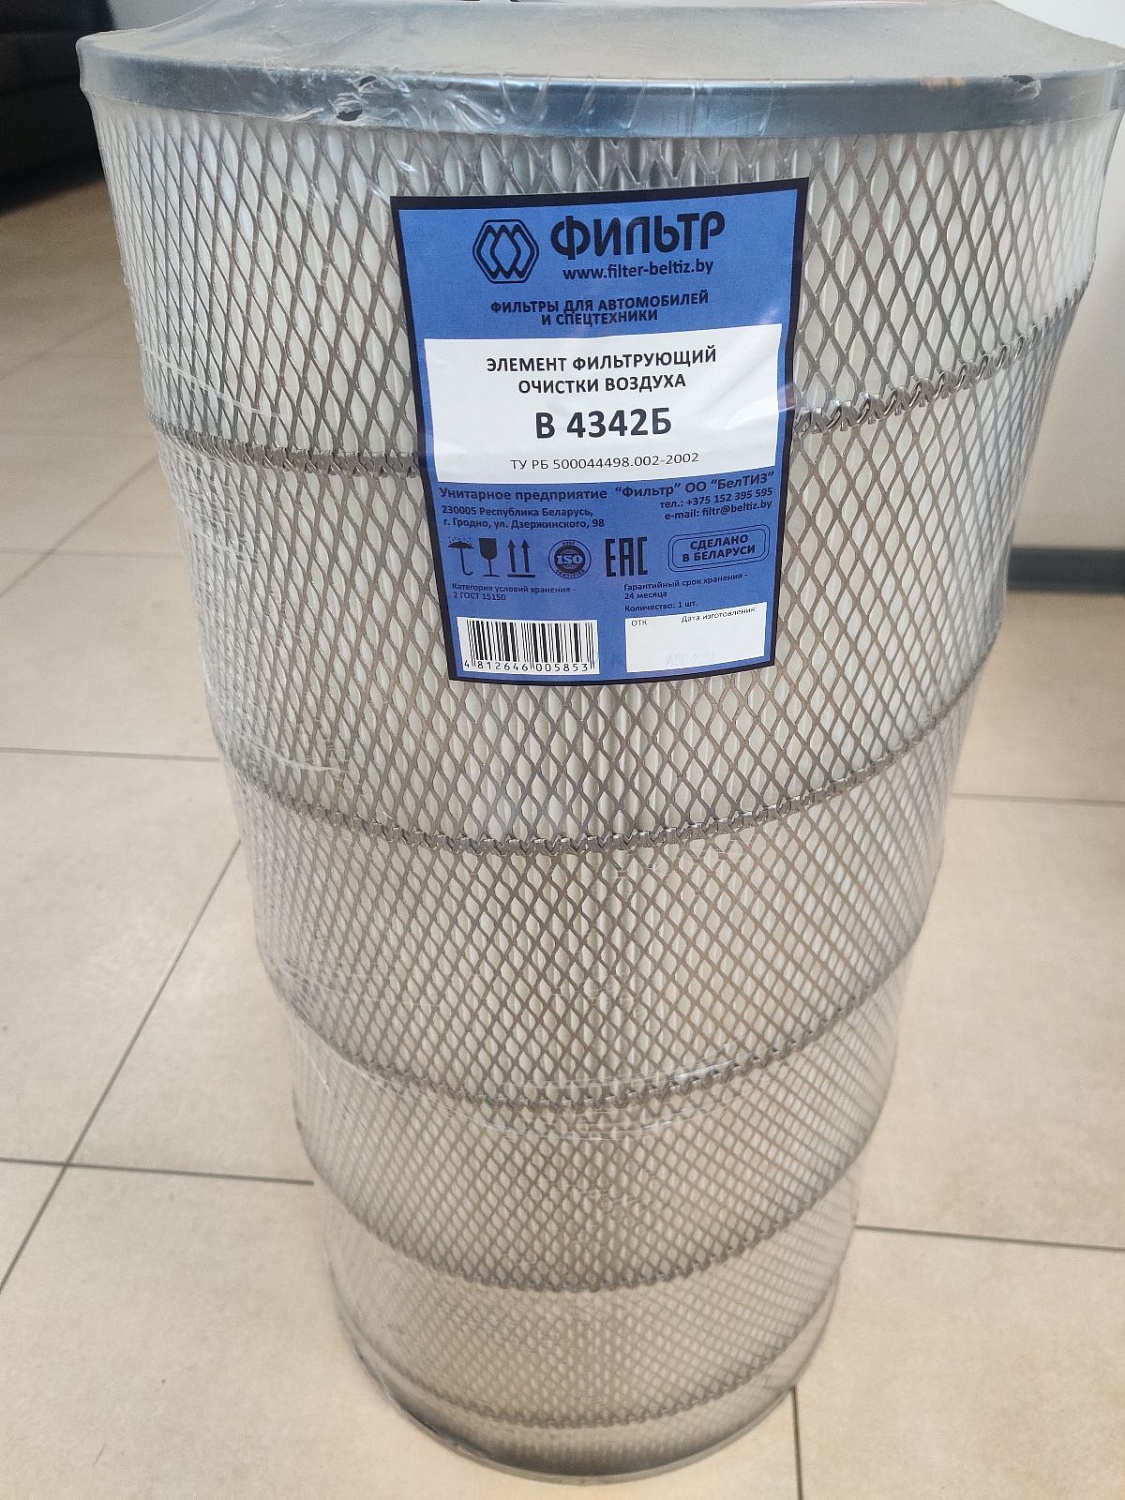 ФИЛЬТР
www.filter-beltiz.by
ФИЛЬТРЫ ДЛЯ АВТОМОБИЛЕЙ
И СПЕЦТЕХНИКИ
ЭЛЕМЕНТ ФИЛЬТРУЮЩИЙ
ОЧИСТКИ ВОЗДУХА
В 4342Б
ТУ РБ 500044498.002-2002
Унитарное предприятие "Фильтр" ОО "БелТИЗ"
230005 Республика Беларусь,
г. Гродно, ул. Дзержинского, 98
тел.: +375 152 395 595
e-mail: filtr@beltiz.by
ISO
EAC
СДЕЛАНО
В БЕЛАРУСИ
Категория условий хранения -
2 ГОСТ 15150
Гарантийный срок хранения -
24 месяца
Количество: 1 шт.
ОТК Дата изготовления:
4 812646 005853